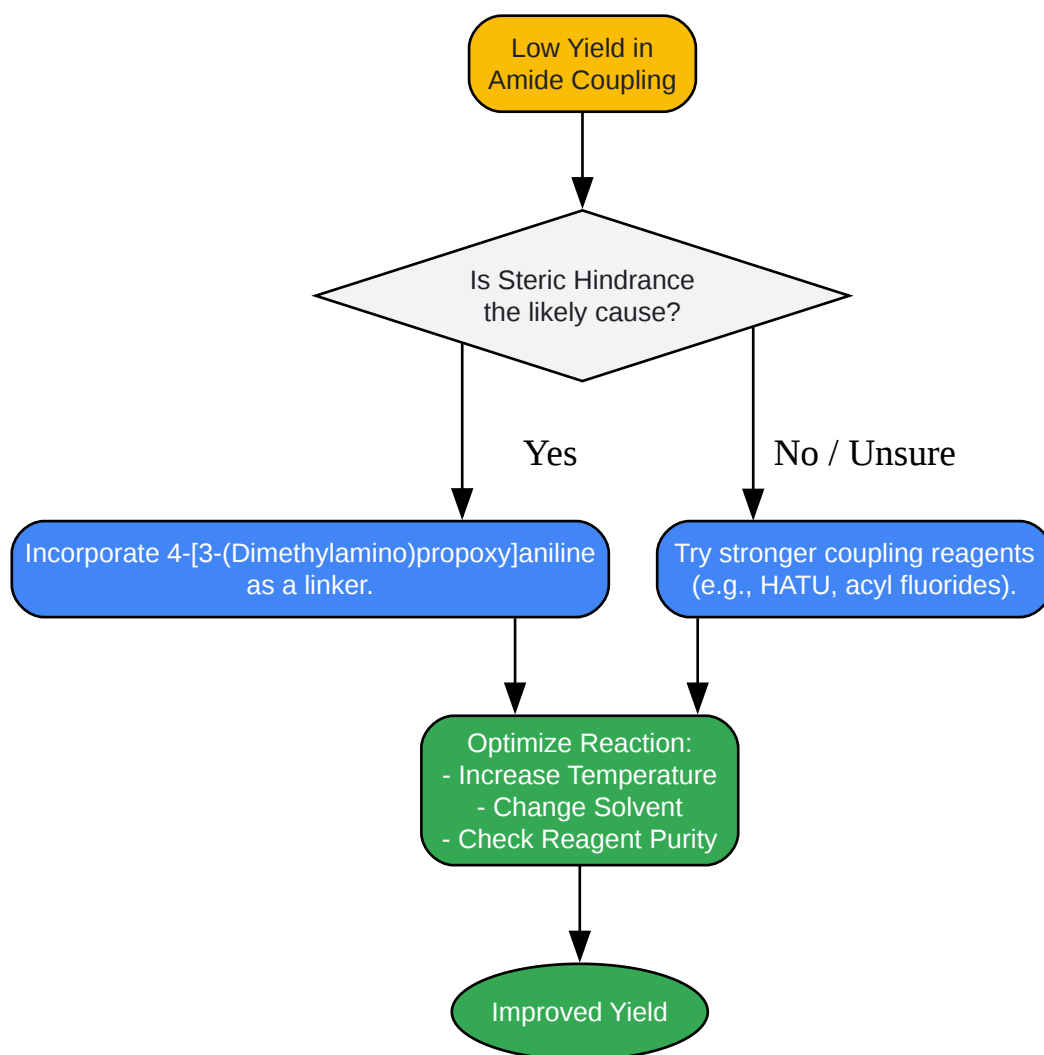 Low Yield in
Amide Coupling
Is Steric Hindrance
the likely cause?
Yes
No / Unsure
Incorporate 4-[3-(Dimethylamino)propoxy]aniline
as a linker.
Try stronger coupling reagents
(e.g., HATU, acyl fluorides).
Optimize Reaction:
- Increase Temperature
- Change Solvent
- Check Reagent Purity
Improved Yield